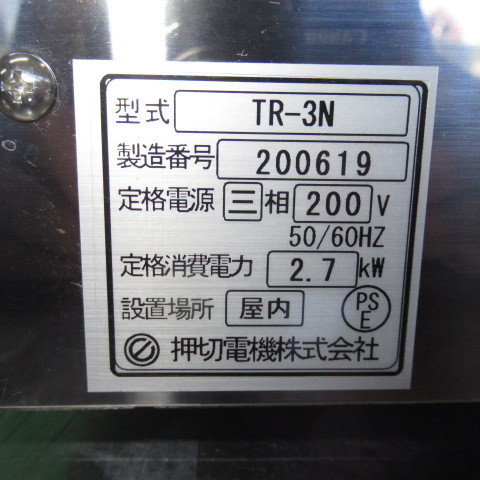 型式 TR-3N
製造番号 200619
定格電源 三相 200 V
50/60HZ
定格消費電力 2.7 kW
設置場所 屋内 PSE
押切電機株式会社